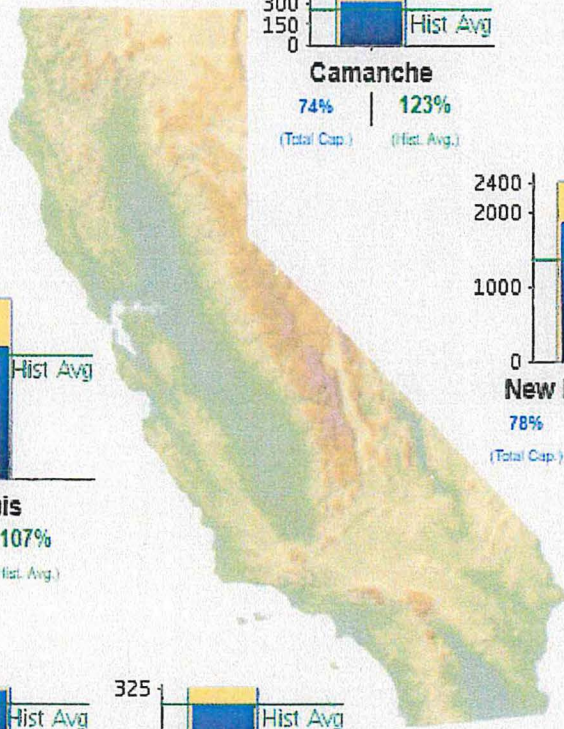 300
150
0
Hist Avg
Camanche
74% | 123%
(Total Cap.) (Hist. Avg.)
2400
2000
1000
0
Hist Avg
New
78%
(Total Cap.)
is
107%
Hist. Avg.)
325
Hist Avg
Hist Avg